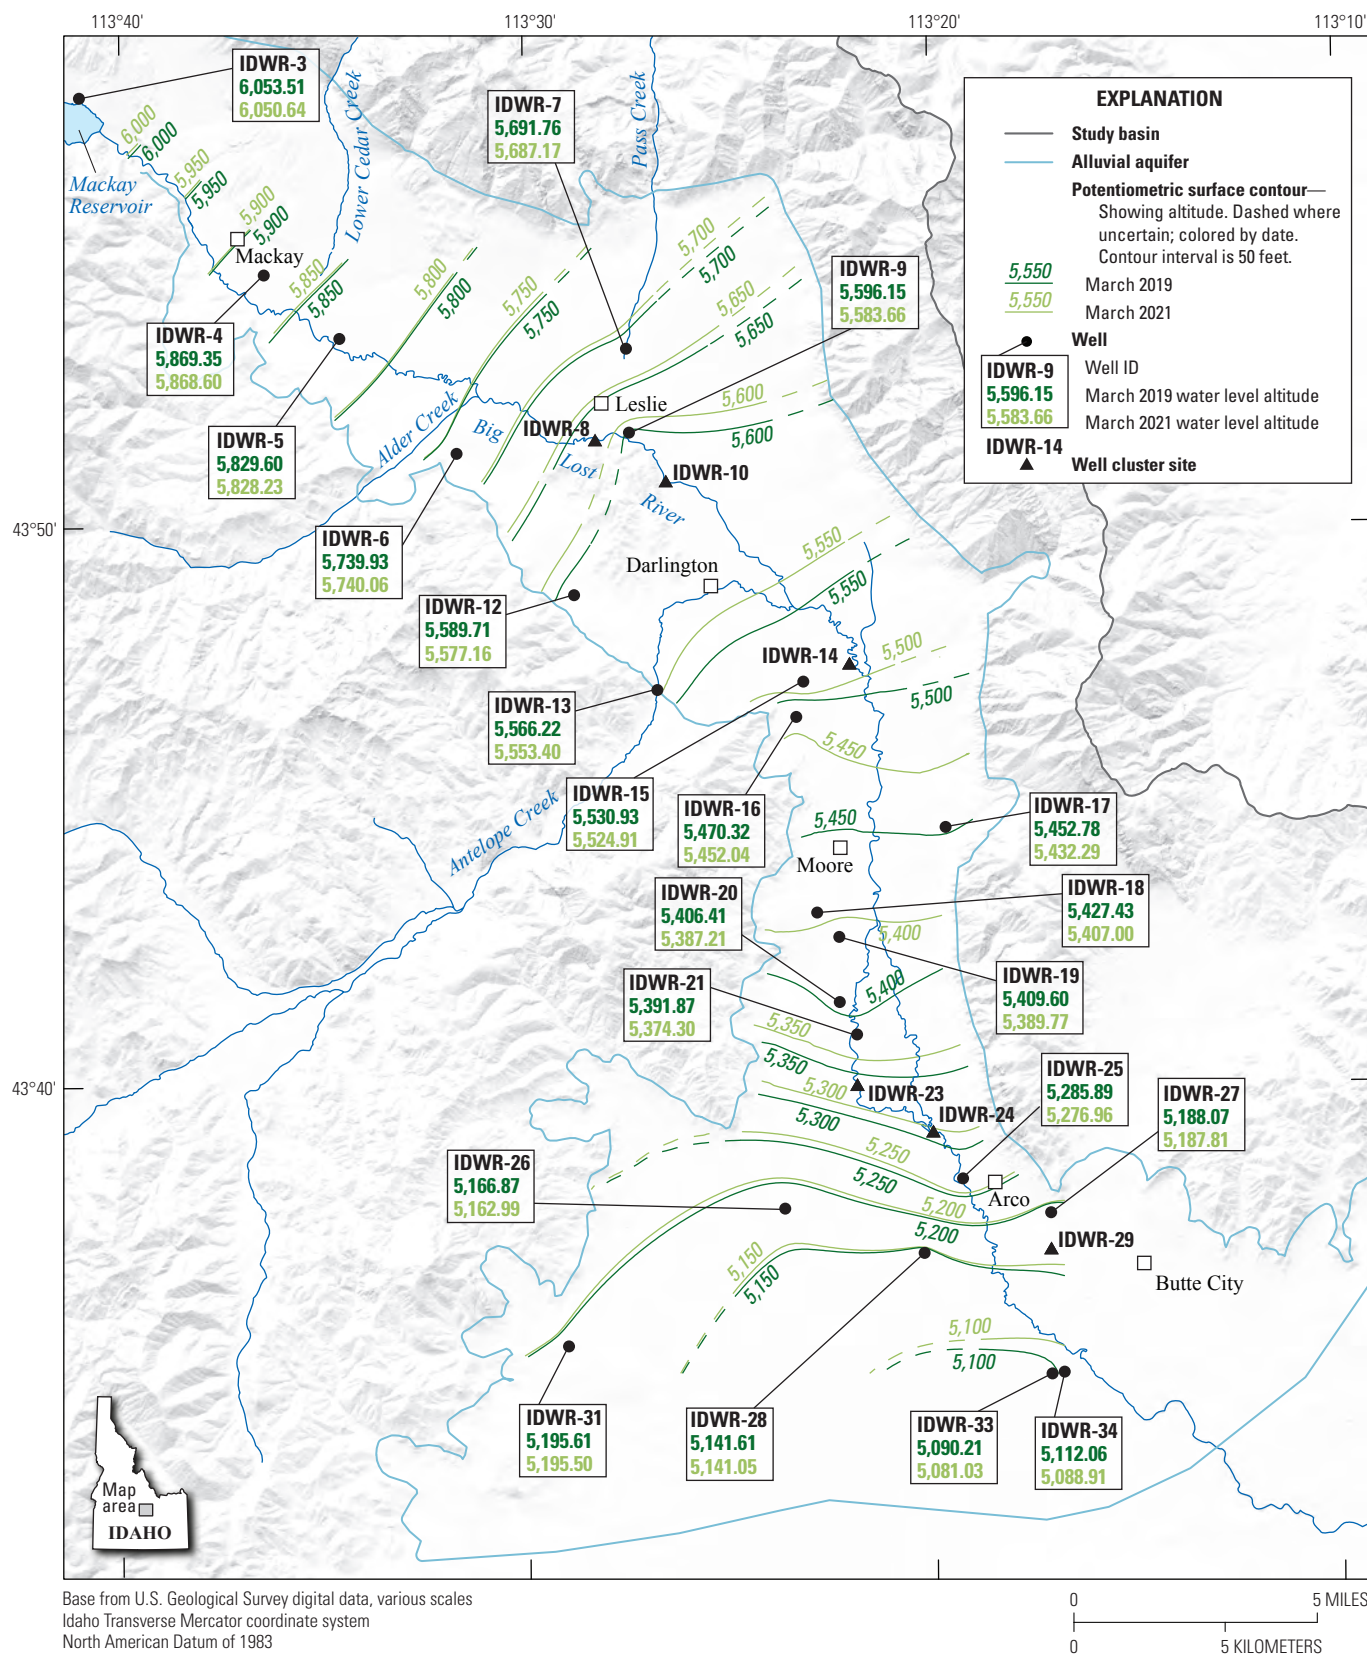 113°40'
113°30'
113°20'
113°10'
IDWR-3
6,053.51
6,050.64
Lower Cedar Creek
IDWR-7
5,691.76
5,687.17
Pass Creek
EXPLANATION
Study basin
Alluvial aquifer
Potentiometric surface contour—
Showing altitude. Dashed where
uncertain; colored by date.
Contour interval is 50 feet.
5,550
March 2019
5,550
March 2021
Well
IDWR-9
5,596.15
5,583.66
Well ID
March 2019 water level altitude
March 2021 water level altitude
IDWR-14
Well cluster site
6,000
6,000
Mackay
Reservoir
5,950
5,950
5,900
5,900
Mackay
5,850
5,850
5,800
5,800
5,750
5,750
5,700
5,700
5,650
5,650
IDWR-9
5,596.15
5,583.66
IDWR-4
5,869.35
5,868.60
IDWR-5
5,829.60
5,828.23
Alder Creek
Big
Lost
River
Leslie
IDWR-8
5,600
5,600
IDWR-10
43°50'
IDWR-6
5,739.93
5,740.06
IDWR-12
5,589.71
5,577.16
Darlington
5,550
5,550
IDWR-14
5,500
5,500
IDWR-13
5,566.22
5,553.40
5,450
IDWR-15
5,530.93
5,524.91
IDWR-16
5,470.32
5,452.04
5,450
IDWR-17
5,452.78
5,432.29
Antelope Creek
Moore
IDWR-20
5,406.41
5,387.21
IDWR-18
5,427.43
5,407.00
5,400
IDWR-19
5,409.60
5,389.77
IDWR-21
5,391.87
5,374.30
5,400
5,350
5,350
43°40'
5,300
5,300
IDWR-23
IDWR-24
IDWR-25
5,285.89
5,276.96
IDWR-27
5,188.07
5,187.81
IDWR-26
5,166.87
5,162.99
5,250
5,250
Arco
5,200
5,200
IDWR-29
Butte City
5,150
5,150
5,100
5,100
IDWR-31
5,195.61
5,195.50
IDWR-28
5,141.61
5,141.05
IDWR-33
5,090.21
5,081.03
IDWR-34
5,112.06
5,088.91
Map
area
IDAHO
Base from U.S. Geological Survey digital data, various scales
Idaho Transverse Mercator coordinate system
North American Datum of 1983
0
5 MILES
0
5 KILOMETERS